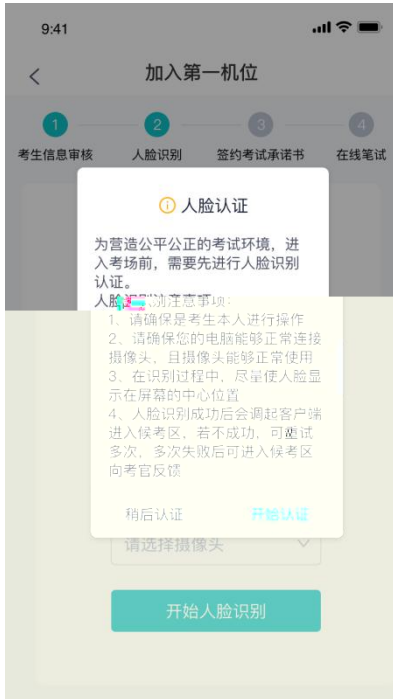 9:41
加入第一机位
1
2
3
4
考生信息审核
人脸识别
签约考试承诺书
在线笔试
人脸认证
为营造公平公正的考试环境，进
入考场前，需要先进行人脸识别
认证。
人脸识别注意事项：
1、请确保是考生本人进行操作
2、请确保您的电脑能够正常连接
摄像头，且摄像头能够正常使用
3、在识别过程中，尽量使人脸显
示在屏幕的中心位置
4、人脸识别成功后会调起客户端
进入候考区，若不成功，可重试
多次，多次失败后可进入候考区
向考官反馈
稍后认证
开始认证
请选择摄像头
开始人脸识别